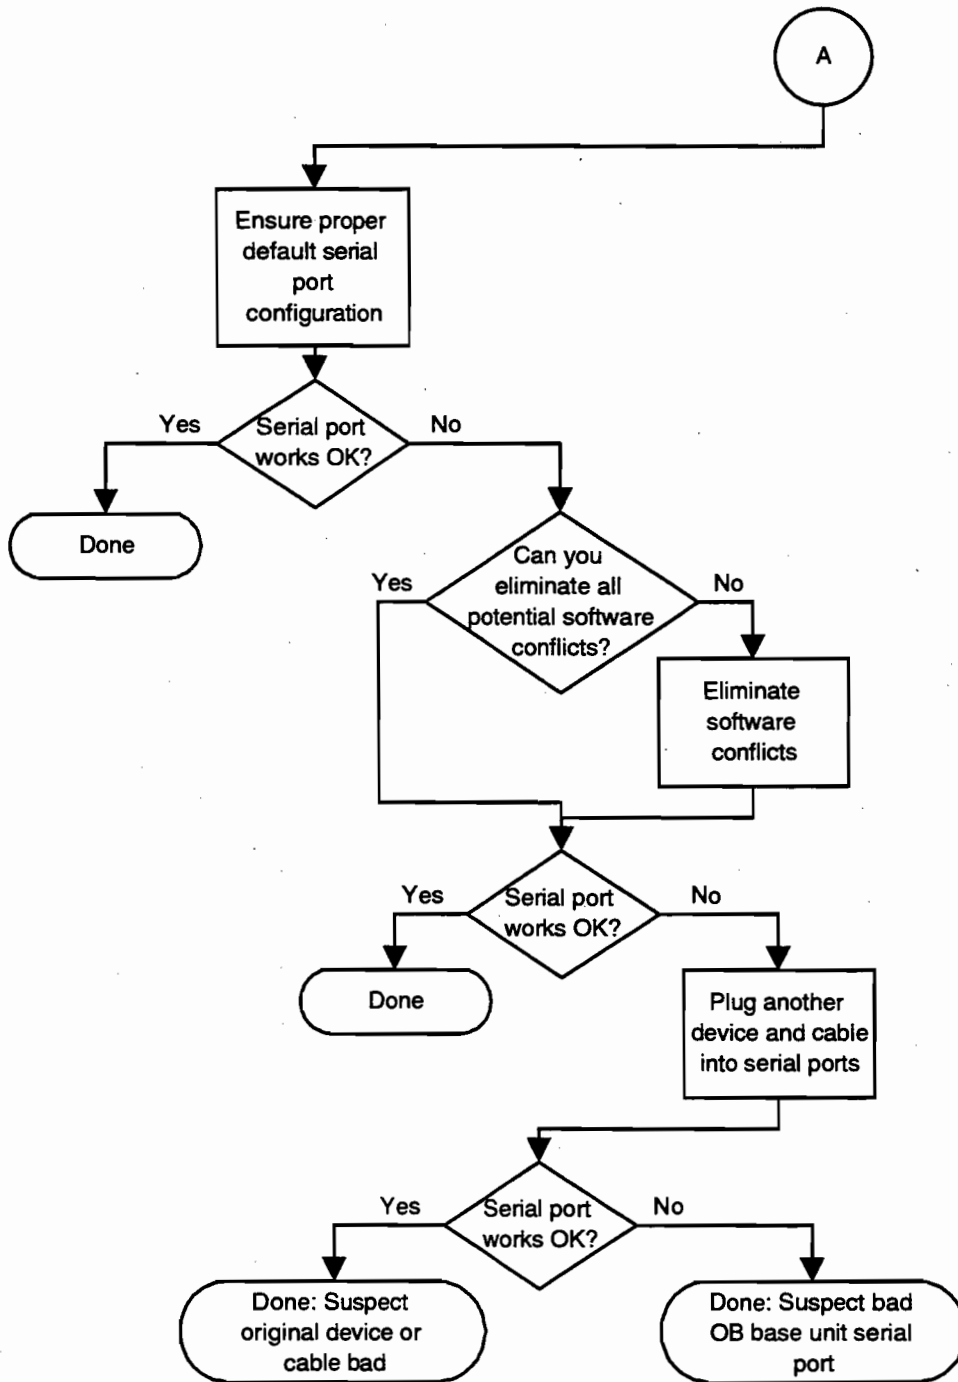 A
Ensure proper
default serial
port
configuration
Yes
Serial port
works OK?
No
Done
Can you
eliminate all
potential software
conflicts?
Yes
No
Eliminate
software
conflicts
Yes
Serial port
works OK?
No
Done
Plug another
device and cable
into serial ports
Yes
Serial port
works OK?
No
Done: Suspect
original device or
cable bad
Done: Suspect bad
OB base unit serial
port